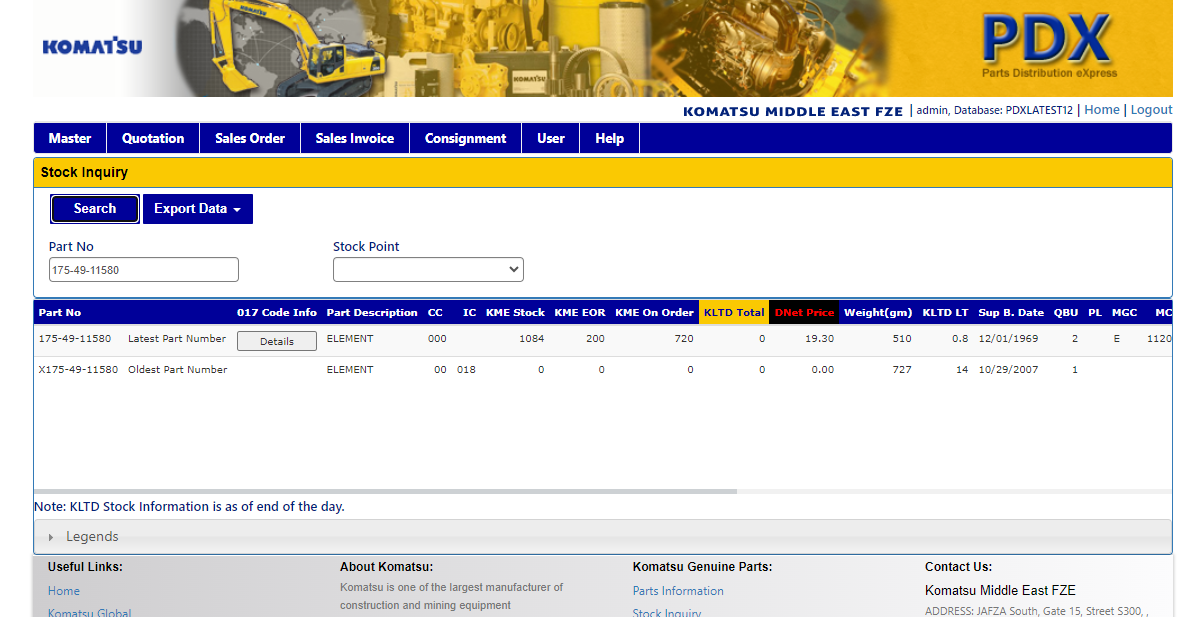 KOMATSU
KOMATSU
PDX
Parts Distribution eXpress
KOMATSU MIDDLE EAST FZE | admin, Database: PDXLATEST12 | Home | Logout
Master Quotation Sales Order Sales Invoice Consignment User Help
Stock Inquiry
Search Export Data
Part No Stock Point
175-49-11580
Part No 017 Code Info Part Description CC IC KME Stock KME EOR KME On Order KLTD Total DNet Price Weight(gm) KLTD LT Sup B. Date QBU PL MGC MC
175-49-11580 Latest Part Number Details ELEMENT 000 1084 200 720 0 19.30 510 0.8 12/01/1969 2 E 1120
X175-49-11580 Oldest Part Number ELEMENT 00 018 0 0 0 0 0.00 727 14 10/29/2007 1
Note: KLTD Stock Information is as of end of the day.
Legends
Useful Links: About Komatsu: Komatsu Genuine Parts: Contact Us:
Home Komatsu is one of the largest manufacturer of Parts Information Komatsu Middle East FZE
construction and mining equipment
Komatsu Global Stock Inquiry ADDRESS: JAFZA South, Gate 15, Street S300, ,